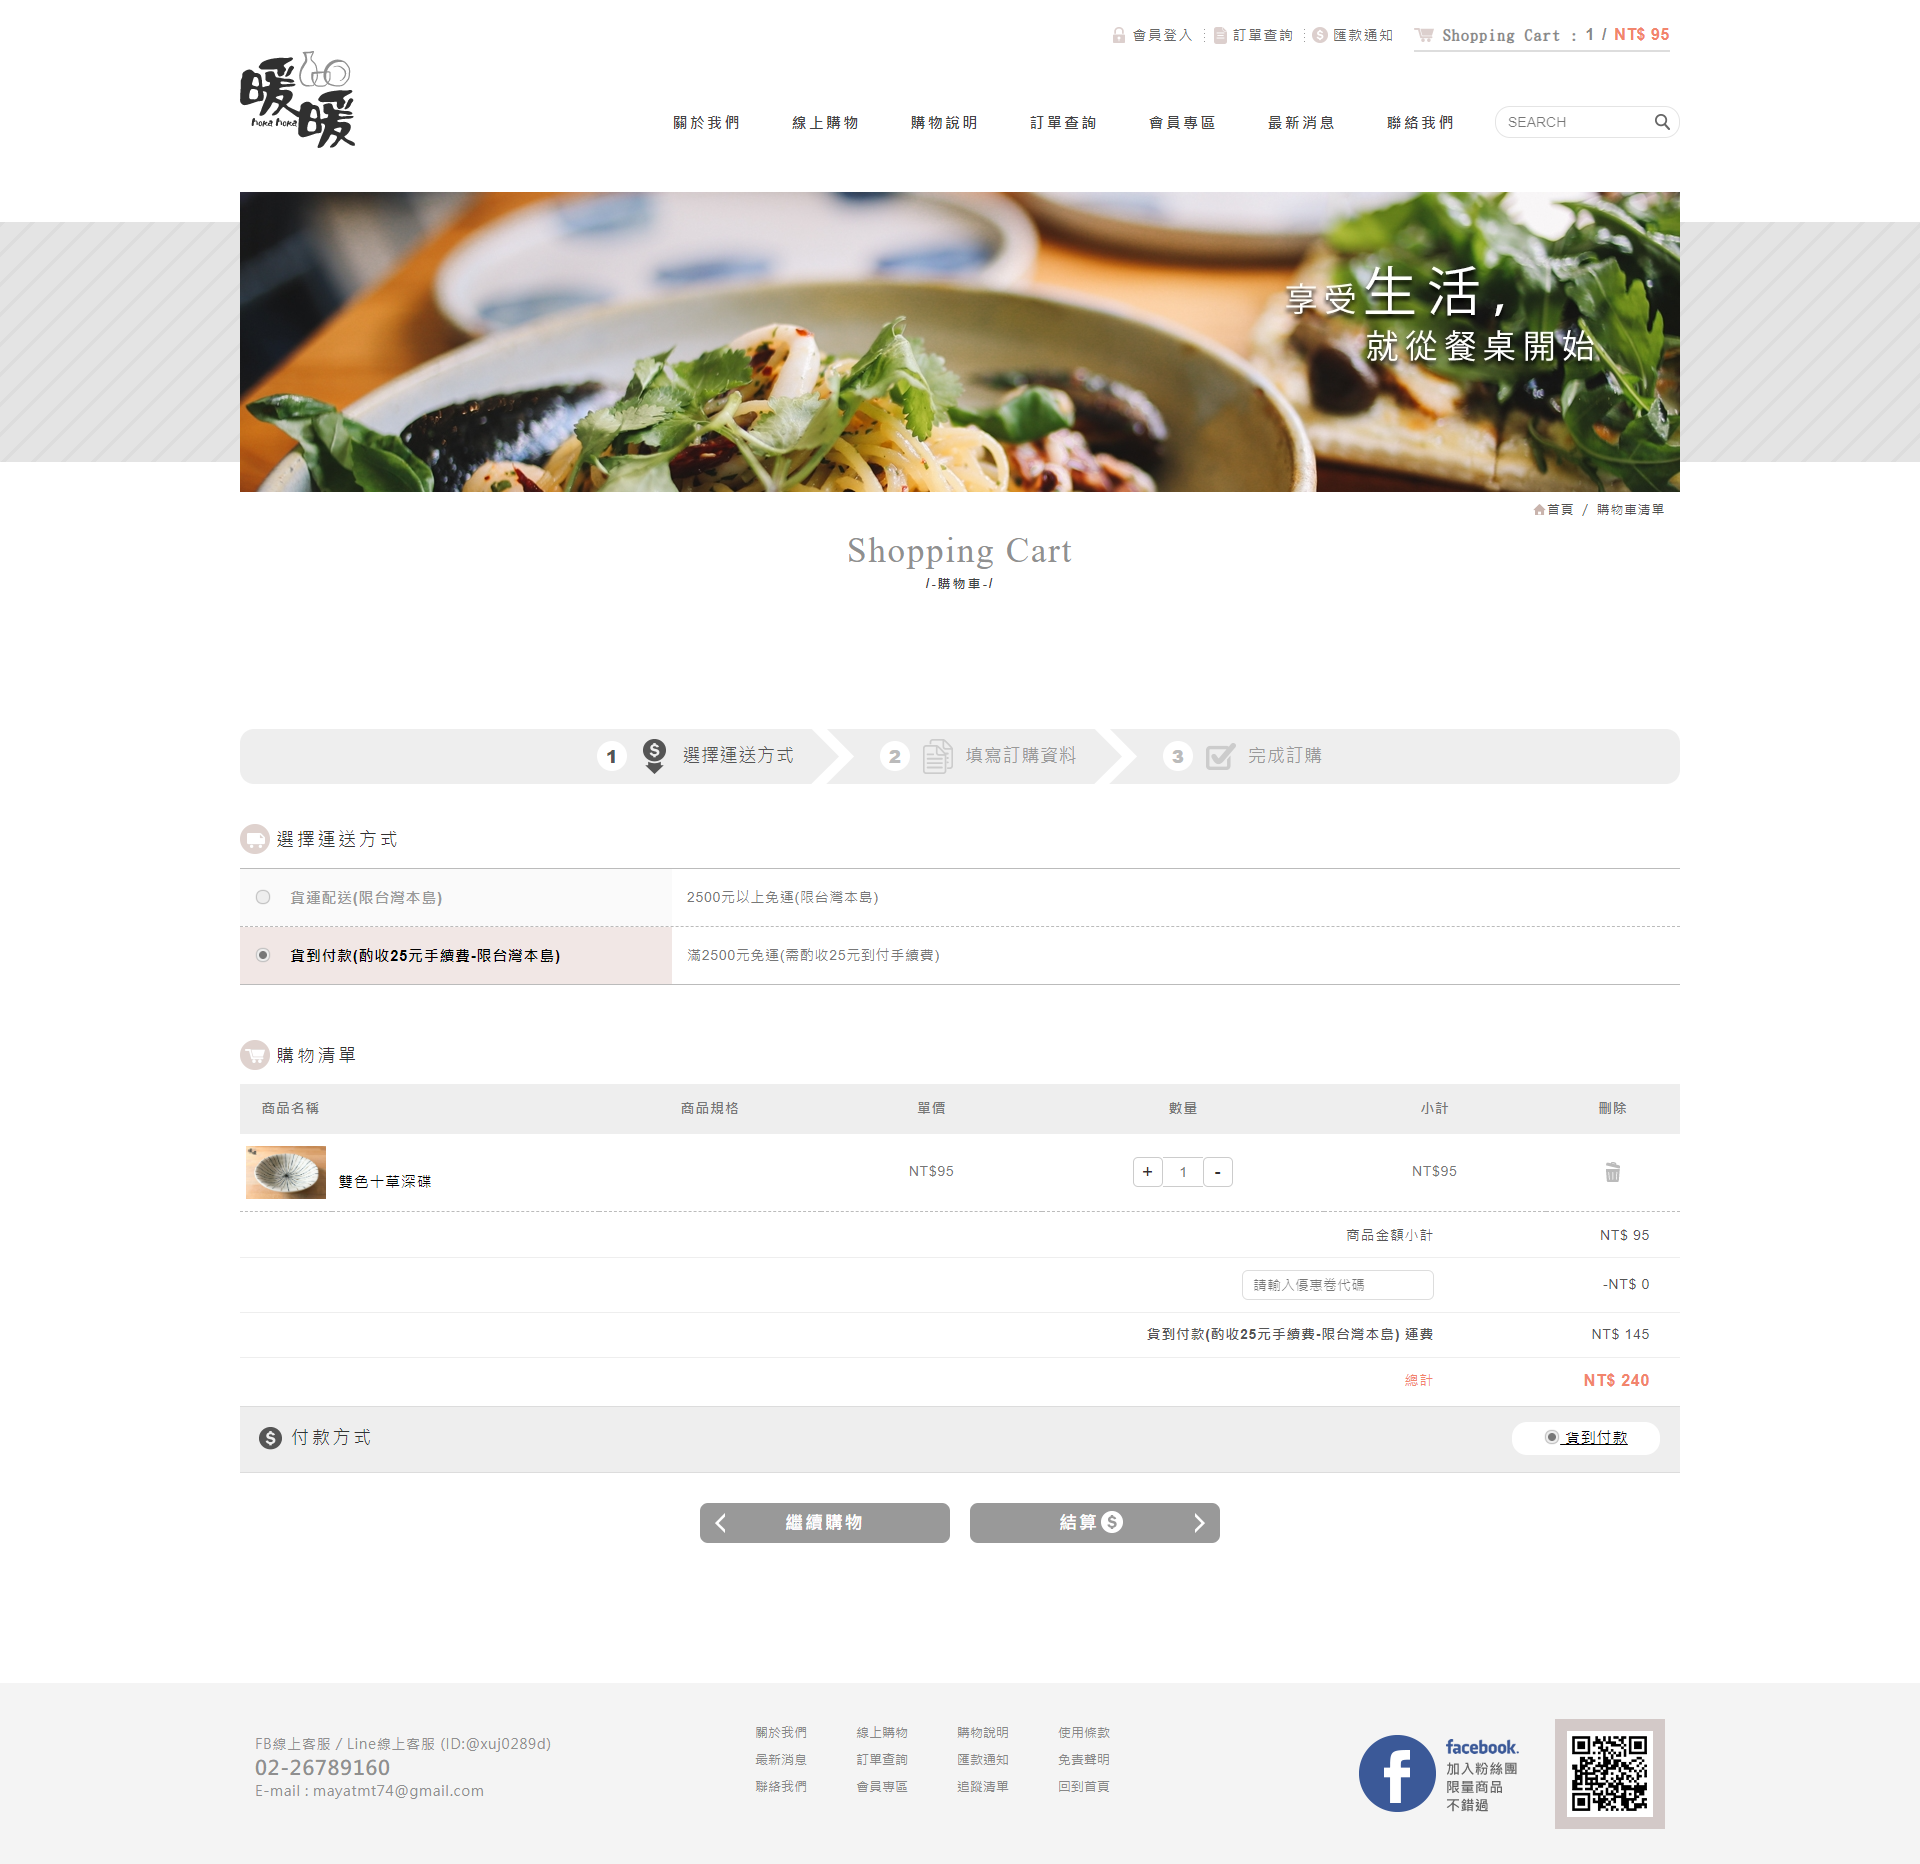 會員登入 訂單查詢 匯款通知 Shopping Cart : 1 / NT$ 95
暖暖
hoka hoka
關於我們 線上購物 購物說明 訂單查詢 會員專區 最新消息 聯絡我們 SEARCH
享受生活,
就從餐桌開始
首頁 / 購物車清單
Shopping Cart
/-購物車-/
1 選擇運送方式 2 填寫訂購資料 3 完成訂購
選擇運送方式
貨運配送(限台灣本島) 2500元以上免運(限台灣本島)
貨到付款(酌收25元手續費-限台灣本島) 滿2500元免運(需酌收25元到付手續費)
購物清單
商品名稱 商品規格 單價 數量 小計 刪除
雙色十草深碟 NT$95 + 1 - NT$95
商品金額小計 NT$ 95
請輸入優惠卷代碼 -NT$ 0
貨到付款(酌收25元手續費-限台灣本島) 運費 NT$ 145
總計 NT$ 240
付款方式 貨到付款
繼續購物 結算
FB線上客服 / Line線上客服 (ID:@xuj0289d)
02-26789160
E-mail : mayatmt74@gmail.com
關於我們 線上購物 購物說明 使用條款
最新消息 訂單查詢 匯款通知 免責聲明
聯絡我們 會員專區 追蹤清單 回到首頁
facebook.
加入粉絲團
限量商品
不錯過